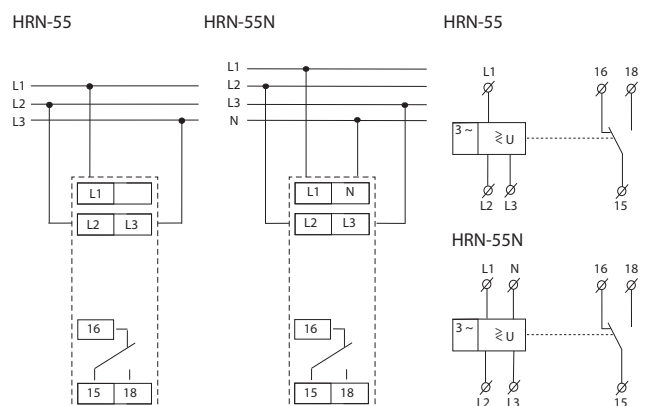 HRN-55
L1
L2
L3
L1
L2 L3
16
15 18
HRN-55N
L1
L2
L3
N
L1 N
L2 L3
16
15 18
HRN-55
L1 16 18
3 ~ ≷ U
L2 L3 15
HRN-55N
L1 N 16 18
3 ~ ≷ U
L2 L3 15